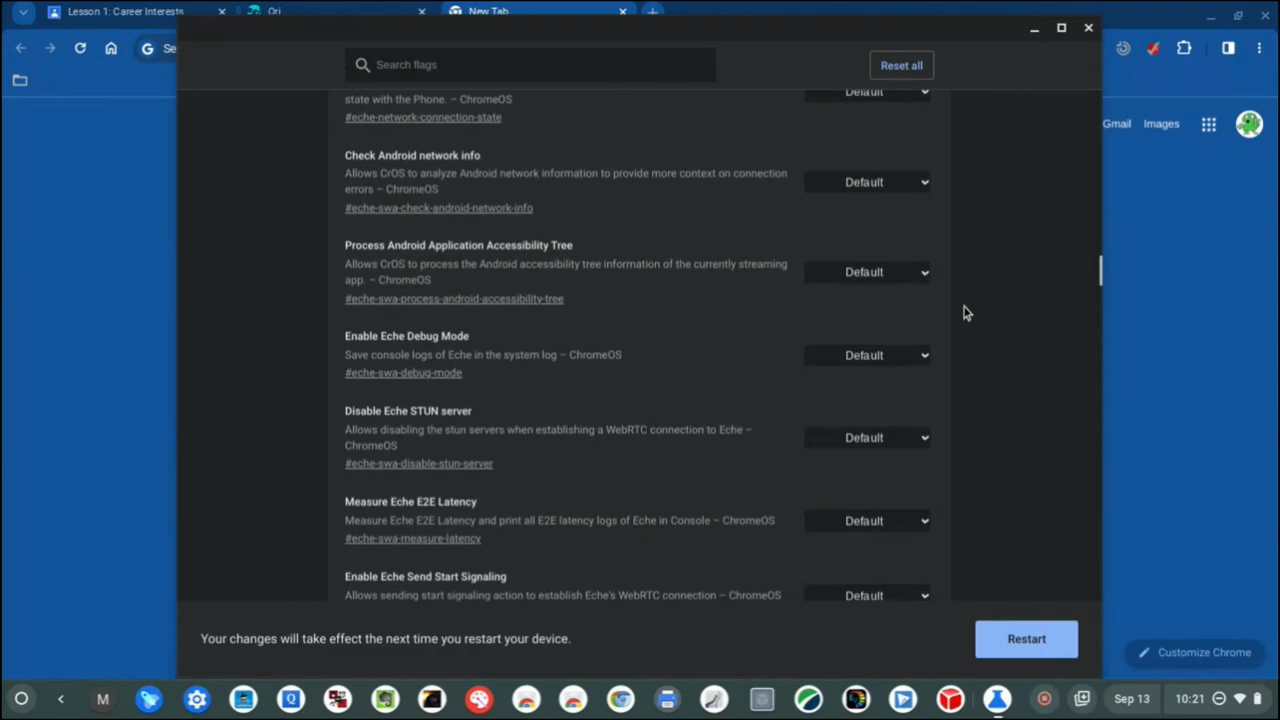 Lesson 1: Career Interests
Ori
New Tab
Se
Search flags
Reset all
state with the Phone. – ChromeOS
#eche-network-connection-state
Default
Gmail
Images
Check Android network info
Allows CrOS to analyze Android network information to provide more context on connection
errors – ChromeOS
#eche-swa-check-android-network-info
Default
Process Android Application Accessibility Tree
Allows CrOS to process the Android accessibility tree information of the currently streaming
app. – ChromeOS
#eche-swa-process-android-accessibility-tree
Default
Enable Eche Debug Mode
Save console logs of Eche in the system log – ChromeOS
#eche-swa-debug-mode
Default
Disable Eche STUN server
Allows disabling the stun servers when establishing a WebRTC connection to Eche –
ChromeOS
#eche-swa-disable-stun-server
Default
Measure Eche E2E Latency
Measure Eche E2E Latency and print all E2E latency logs of Eche in Console – ChromeOS
#eche-swa-measure-latency
Default
Enable Eche Send Start Signaling
Allows sending start signaling action to establish Eche's WebRTC connection – ChromeOS
Default
Your changes will take effect the next time you restart your device.
Restart
Customize Chrome
M
Q
Sep 13
10:21